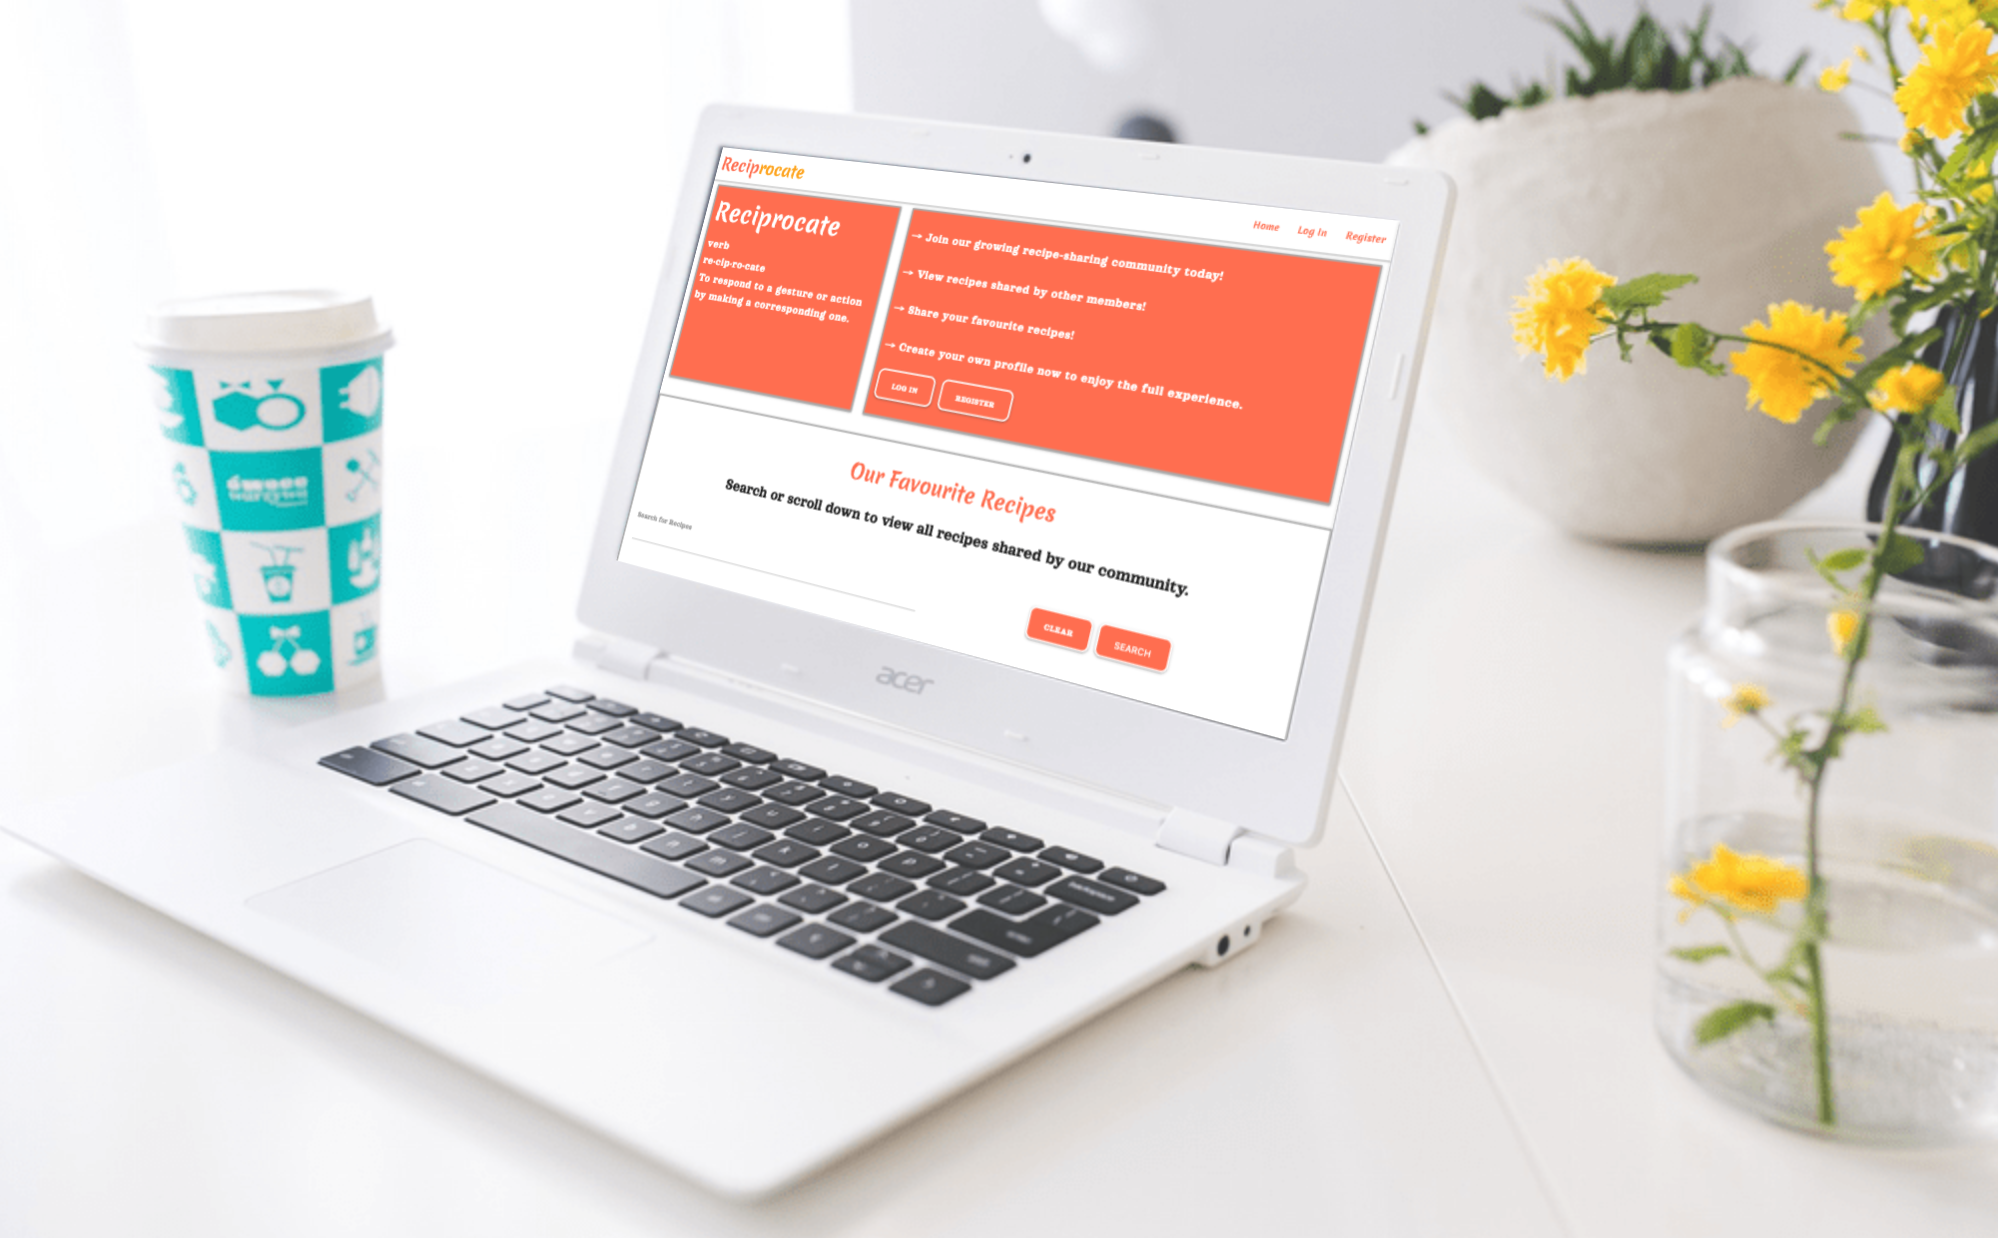 Reciprocate
Home Log In Register
Reciprocate
verb
re-cip-ro-cate
To respond to a gesture or action
by making a corresponding one.
→ Join our growing recipe-sharing community today!
→ View recipes shared by other members!
→ Share your favourite recipes!
→ Create your own profile now to enjoy the full experience.
LOG IN REGISTER
Our Favourite Recipes
Search or scroll down to view all recipes shared by our community.
Search for Recipes
CLEAR SEARCH
acer
backspace